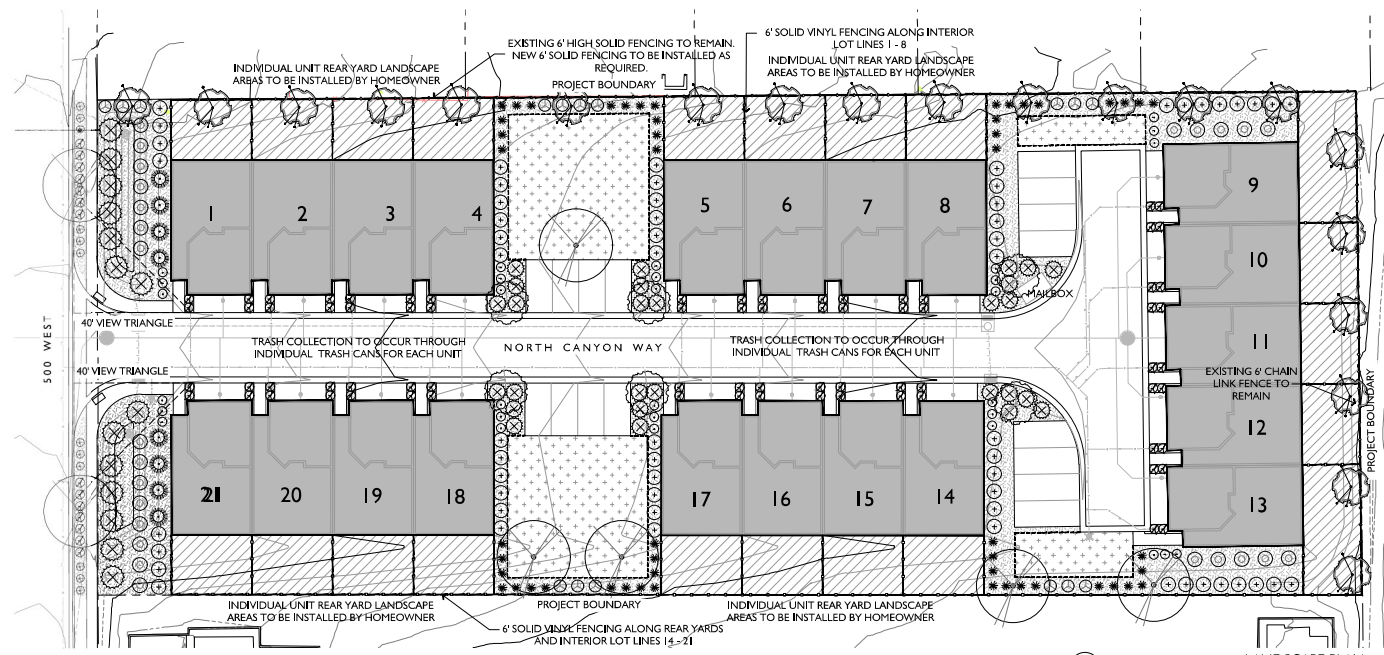 6' SOLID VINYL FENCING ALONG INTERIOR
LOT LINES 1 - 8
EXISTING 6' HIGH SOLID FENCING TO REMAIN.
NEW 6' SOLID FENCING TO BE INSTALLED AS
REQUIRED.
INDIVIDUAL UNIT REAR YARD LANDSCAPE
AREAS TO BE INSTALLED BY HOMEOWNER
INDIVIDUAL UNIT REAR YARD LANDSCAPE
AREAS TO BE INSTALLED BY HOMEOWNER
PROJECT BOUNDARY
1
2
3
4
5
6
7
8
9
10
11
12
13
MAILBOX
EXISTING 6' CHAIN
LINK FENCE TO
REMAIN
PROJECT BOUNDARY
500 WEST
40' VIEW TRIANGLE
40' VIEW TRIANGLE
TRASH COLLECTION TO OCCUR THROUGH
INDIVIDUAL TRASH CANS FOR EACH UNIT
NORTH CANYON WAY
TRASH COLLECTION TO OCCUR THROUGH
INDIVIDUAL TRASH CANS FOR EACH UNIT
21
20
19
18
17
16
15
14
INDIVIDUAL UNIT REAR YARD LANDSCAPE
AREAS TO BE INSTALLED BY HOMEOWNER
PROJECT BOUNDARY
INDIVIDUAL UNIT REAR YARD LANDSCAPE
AREAS TO BE INSTALLED BY HOMEOWNER
6' SOLID VINYL FENCING ALONG REAR YARDS
AND INTERIOR LOT LINES 14 - 21